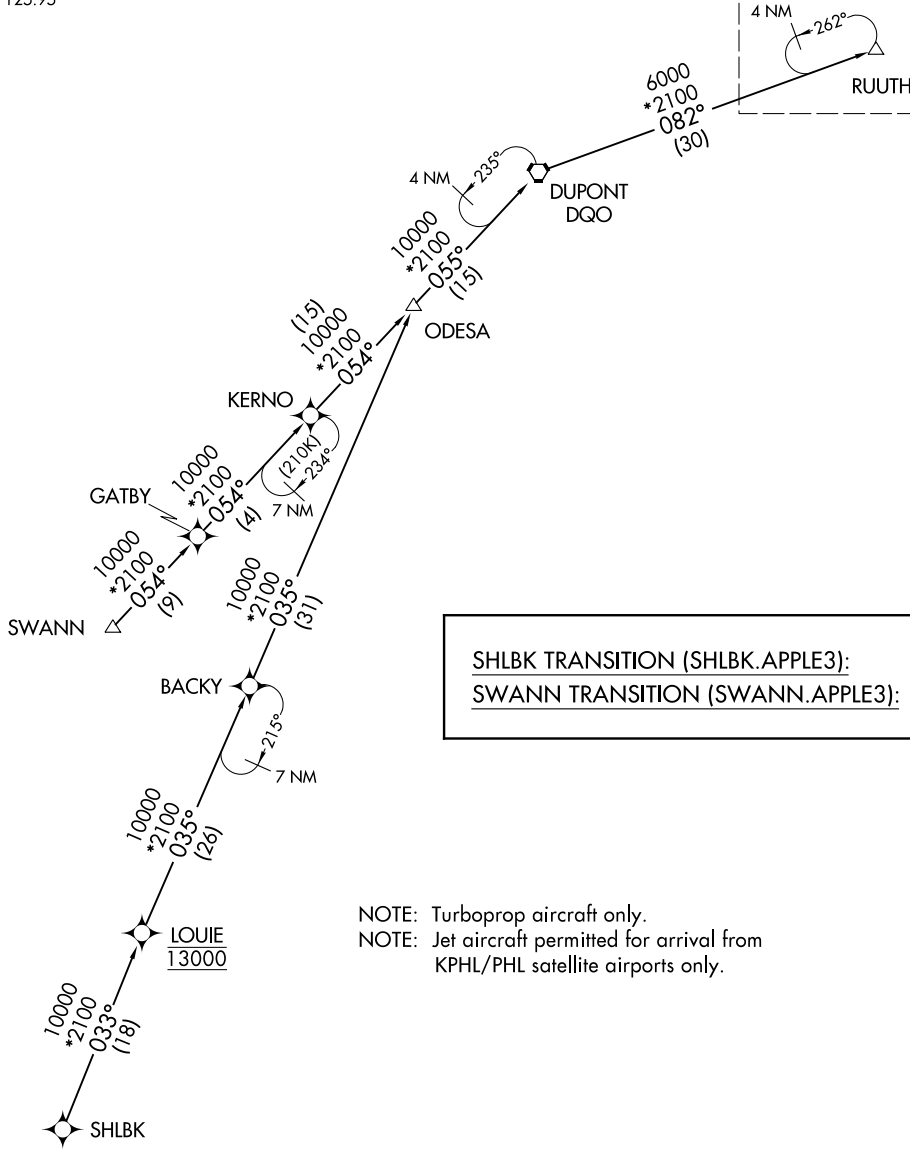 4 NM
262°
RUUTH
6000
*2100
082°
(30)
4 NM
235°
DUPONT
DQO
10000
*2100
055°
(15)
ODESA
(15)
10000
*2100
054°
KERNO
(210K)
234°
7 NM
10000
*2100
054°
(4)
GATBY
10000
*2100
054°
(9)
SWANN
10000
*2100
035°
(31)
SHLBK TRANSITION (SHLBK.APPLE3):
SWANN TRANSITION (SWANN.APPLE3):
BACKY
215°
7 NM
10000
*2100
035°
(26)
LOUIE
13000
NOTE: Turboprop aircraft only.
NOTE: Jet aircraft permitted for arrival from
KPHL/PHL satellite airports only.
10000
*2100
033°
(18)
SHLBK